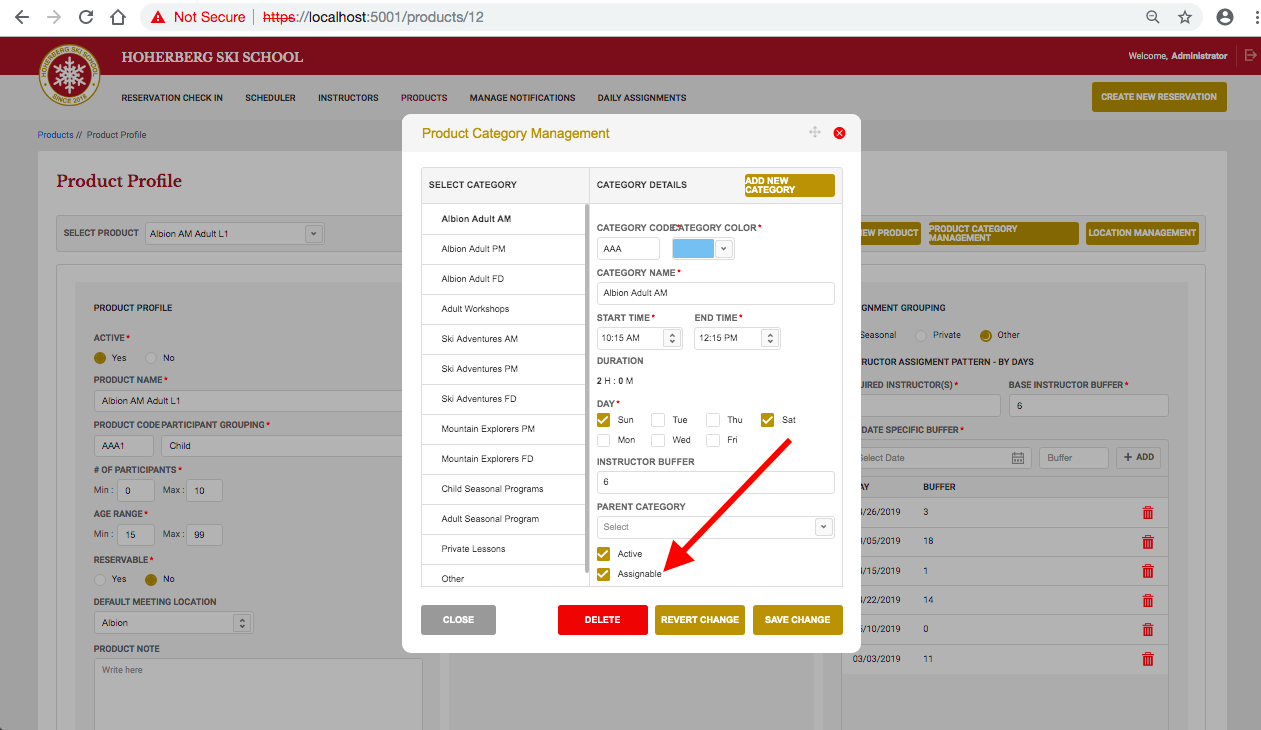 Not Secure | https://localhost:5001/products/12
HOHERBERG SKI SCHOOL
HOHERBERG SKI SCHOOL
Welcome, Administrator
RESERVATION CHECK IN SCHEDULER INSTRUCTORS PRODUCTS MANAGE NOTIFICATIONS DAILY ASSIGNMENTS
CREATE NEW RESERVATION
Products // Product Profile
Product Profile
SELECT PRODUCT Albion AM Adult L1
PRODUCT PROFILE
ACTIVE*
Yes No
PRODUCT NAME*
Albion AM Adult L1
PRODUCT CODE PARTICIPANT GROUPING*
AAA1 Child
# OF PARTICIPANTS*
Min : 0 Max : 10
AGE RANGE*
Min : 15 Max : 99
RESERVABLE*
Yes No
DEFAULT MEETING LOCATION
Albion
PRODUCT NOTE
Write here
Product Category Management
SELECT CATEGORY
Albion Adult AM
Albion Adult PM
Albion Adult FD
Adult Workshops
Ski Adventures AM
Ski Adventures PM
Ski Adventures FD
Mountain Explorers PM
Mountain Explorers FD
Child Seasonal Programs
Adult Seasonal Program
Private Lessons
Other
CATEGORY DETAILS
ADD NEW
CATEGORY
CATEGORY CODE* CATEGORY COLOR*
AAA
CATEGORY NAME*
Albion Adult AM
START TIME* END TIME*
10:15 AM 12:15 PM
DURATION
2 H : 0 M
DAY*
Sun Tue Thu Sat
Mon Wed Fri
INSTRUCTOR BUFFER
6
PARENT CATEGORY
Select
Active
Assignable
CLOSE DELETE REVERT CHANGE SAVE CHANGE
EW PRODUCT
PRODUCT CATEGORY
MANAGEMENT
LOCATION MANAGEMENT
GNMENT GROUPING
Seasonal Private Other
RUCTOR ASSIGMENT PATTERN - BY DAYS
UIRED INSTRUCTOR(S)* BASE INSTRUCTOR BUFFER*
6
DATE SPECIFIC BUFFER*
elect Date Buffer + ADD
AY BUFFER
/26/2019 3
/05/2019 18
/15/2019 1
/22/2019 14
/10/2019 0
03/03/2019 11